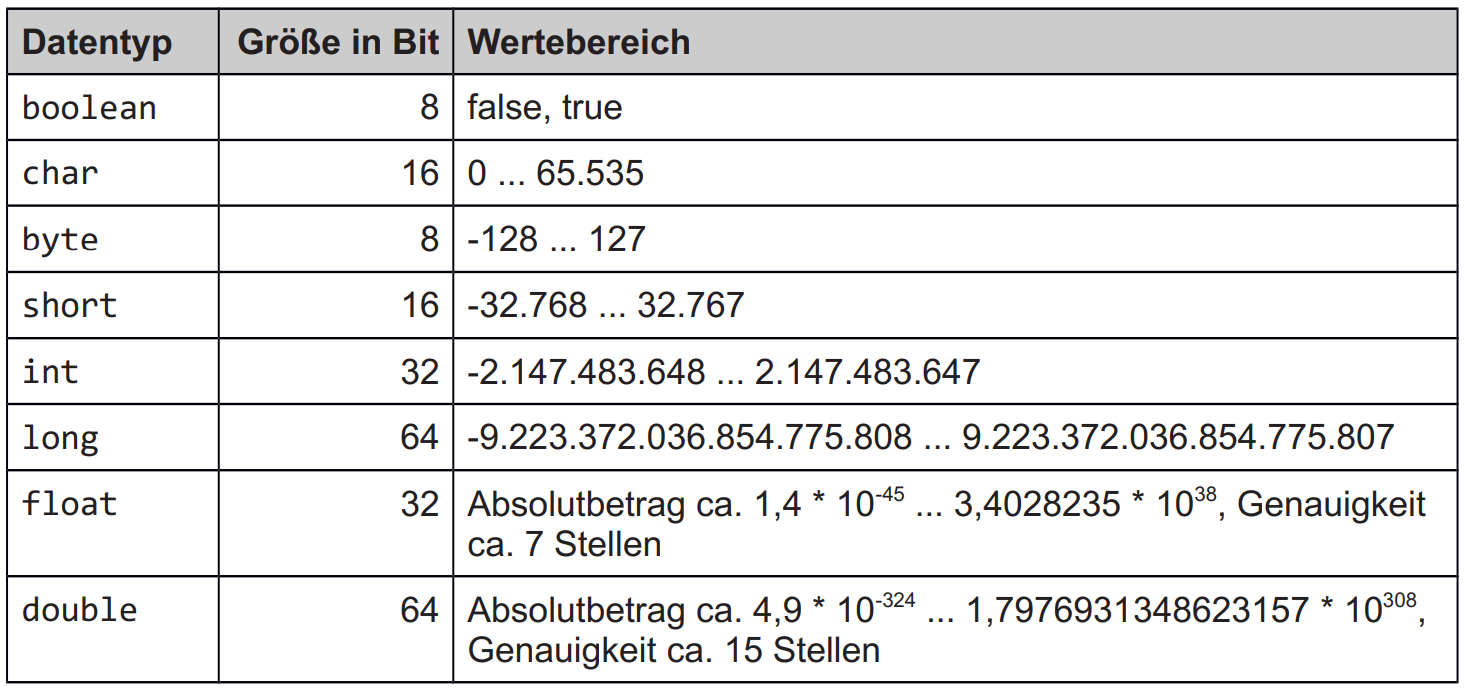 Datentyp Größe in Bit Wertebereich
boolean 8 false, true
char 16 0 ... 65.535
byte 8 -128 ... 127
short 16 -32.768 ... 32.767
int 32 -2.147.483.648 ... 2.147.483.647
long 64 -9.223.372.036.854.775.808 ... 9.223.372.036.854.775.807
float 32 Absolutbetrag ca. 1,4 * 10⁻⁴⁵ ... 3,4028235 * 10³⁸, Genauigkeit
ca. 7 Stellen
double 64 Absolutbetrag ca. 4,9 * 10⁻³²⁴ ... 1,7976931348623157 * 10³⁰⁸,
Genauigkeit ca. 15 Stellen